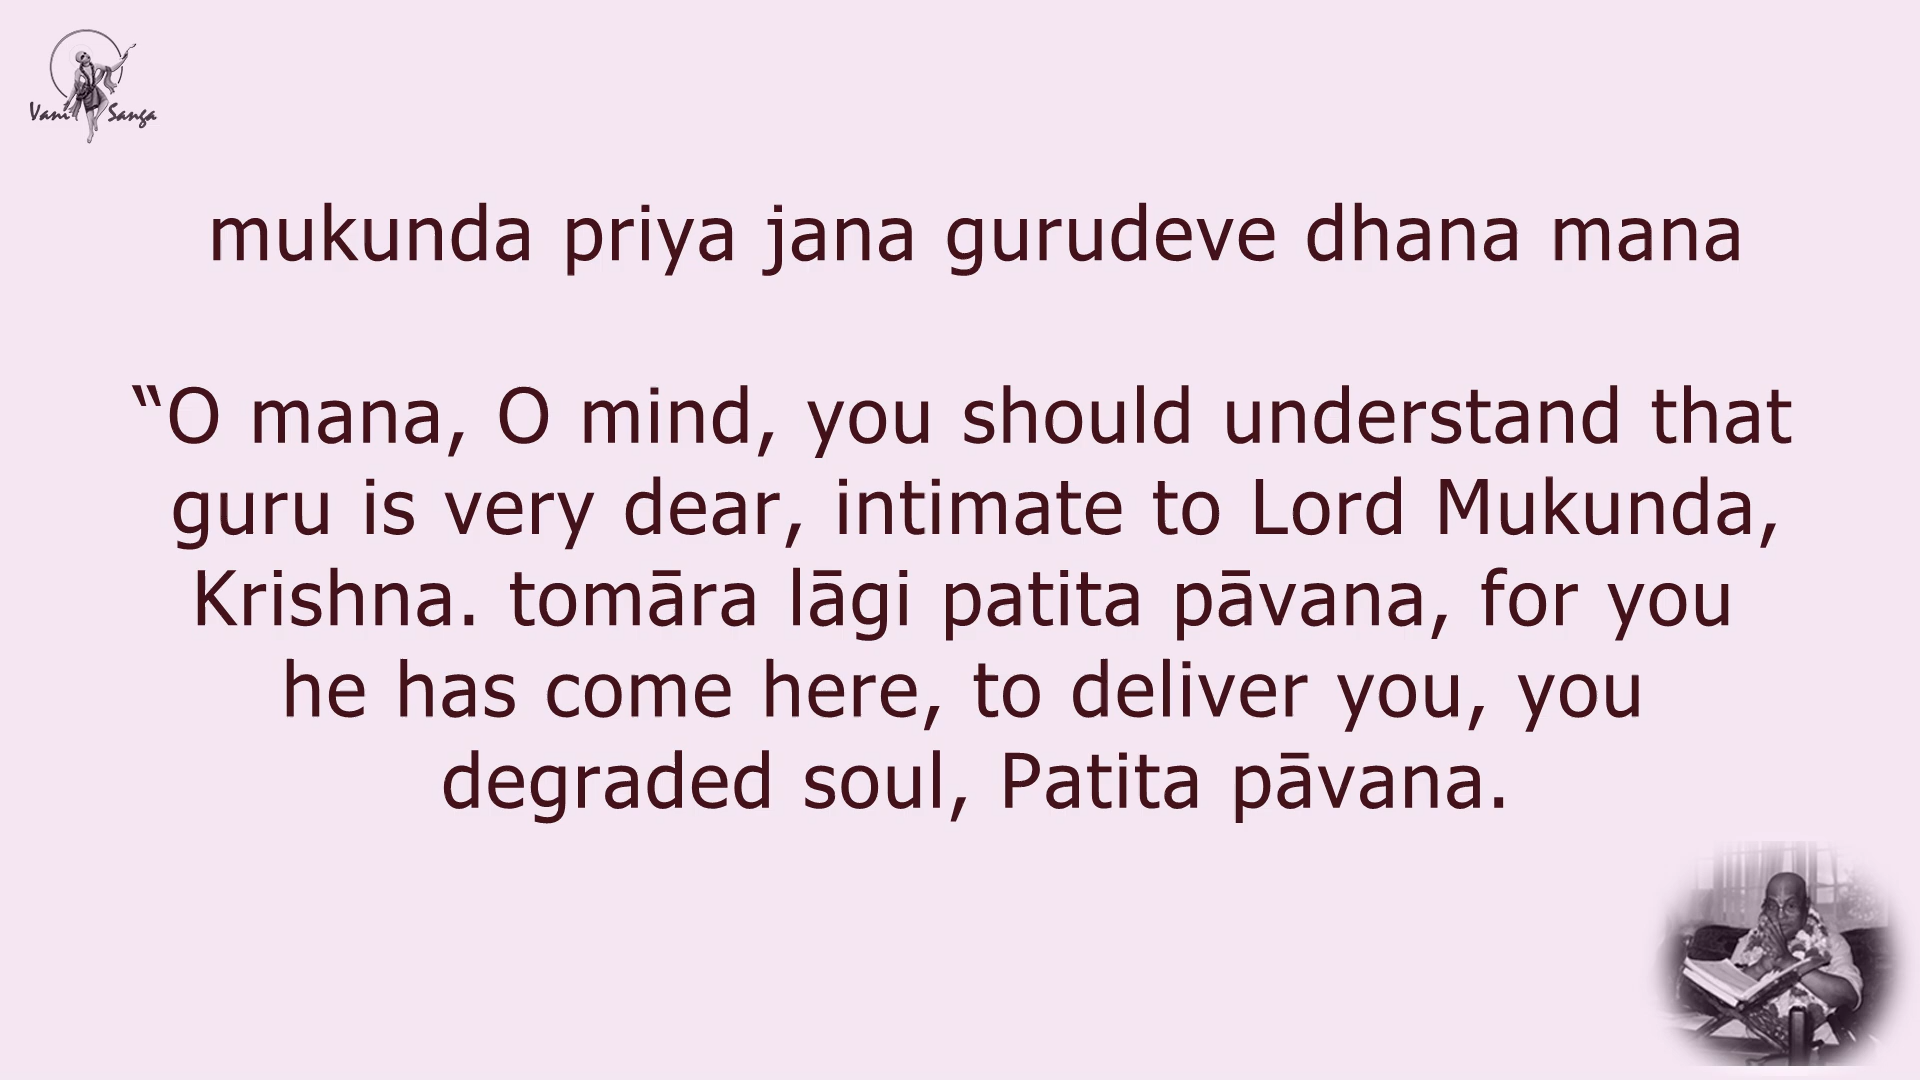 Vani Sanga
mukunda priya jana gurudeve dhana mana
“O mana, O mind, you should understand that
guru is very dear, intimate to Lord Mukunda,
Krishna. tomāra lāgi patita pāvana, for you
he has come here, to deliver you, you
degraded soul, Patita pāvana.